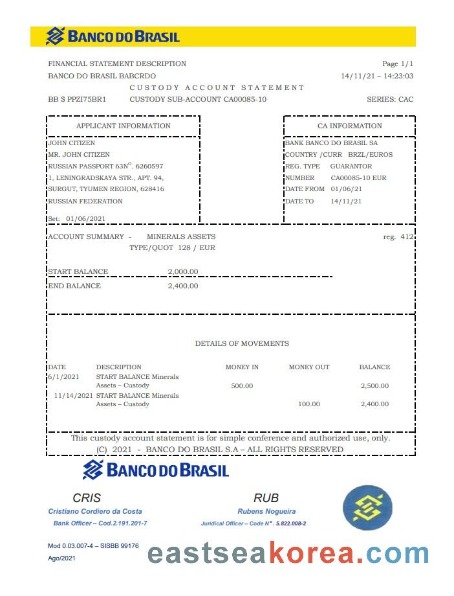 BANCO DO BRASIL
FINANCIAL STATEMENT DESCRIPTION Page 1/1
BANCO DO BRASIL BABCRDO 14/11/21 – 14:23:03
CUSTODY ACCOUNT STATEMENT
BB S PPZI75BR1 CUSTODY SUB-ACCOUNT CA00085-10 SERIES: CAC
APPLICANT INFORMATION CA INFORMATION
JOHN CITIZEN BANK BANCO DO BRASIL SA
MR. JOHN CITIZEN COUNTRY /CURR BRZL/EUROS
RUSSIAN PASSPORT 63N°. 6260597 REG. TYPE GUARANTOR
1, LENINGRADSKAYA STR., APT. 94, NUMBER CA00085-10 EUR
SURGUT, TYUMEN REGION, 628416 DATE FROM 01/06/21
RUSSIAN FEDERATION DATE TO 14/11/21
Set: 01/06/2021
ACCOUNT SUMMARY - MINERALS ASSETS reg. 412
TYPE/QUOT 128 / EUR
START BALANCE 2,000.00
END BALANCE 2,400.00
DETAILS OF MOVEMENTS
DATE DESCRIPTION MONEY IN MONEY OUT BALANCE
6/1/2021 START BALANCE Minerals
Assets – Custody 500.00 2,500.00
11/14/2021 START BALANCE Minerals
Assets – Custody 100.00 2,400.00
This custody account statement is for simple conference and authorized use, only.
(C) 2021 - BANCO DO BRASIL S.A – ALL RIGHTS RESERVED
BANCO DO BRASIL
CRIS RUB
Cristiano Cordiero da Costa Rubens Nogueira
Bank Officer – Cod.2.191.201-7 Juridical Officer – Code N°. 5.822.008-3
Mod 0.03.007-4 – SISBB 99176
Ago/2021
eastseakorea.com